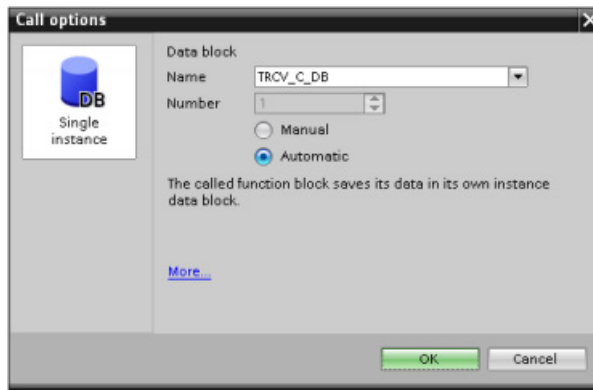 Call options
DB
Single
instance
Data block
Name TRCV_C_DB
Number 1
Manual
Automatic
The called function block saves its data in its own instance
data block.
More...
OK Cancel